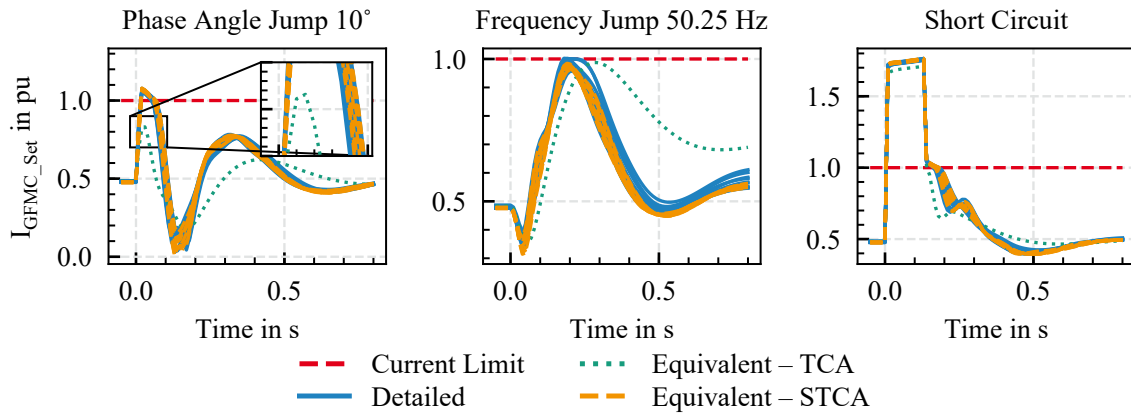 Phase Angle Jump 10°
Frequency Jump 50.25 Hz
Short Circuit
I_GFMC_Set in pu
1.0
0.5
0.0
0.0
0.5
Time in s
1.0
0.5
0.0
0.5
Time in s
1.5
1.0
0.5
0.0
0.5
Time in s
Current Limit
Detailed
Equivalent – TCA
Equivalent – STCA